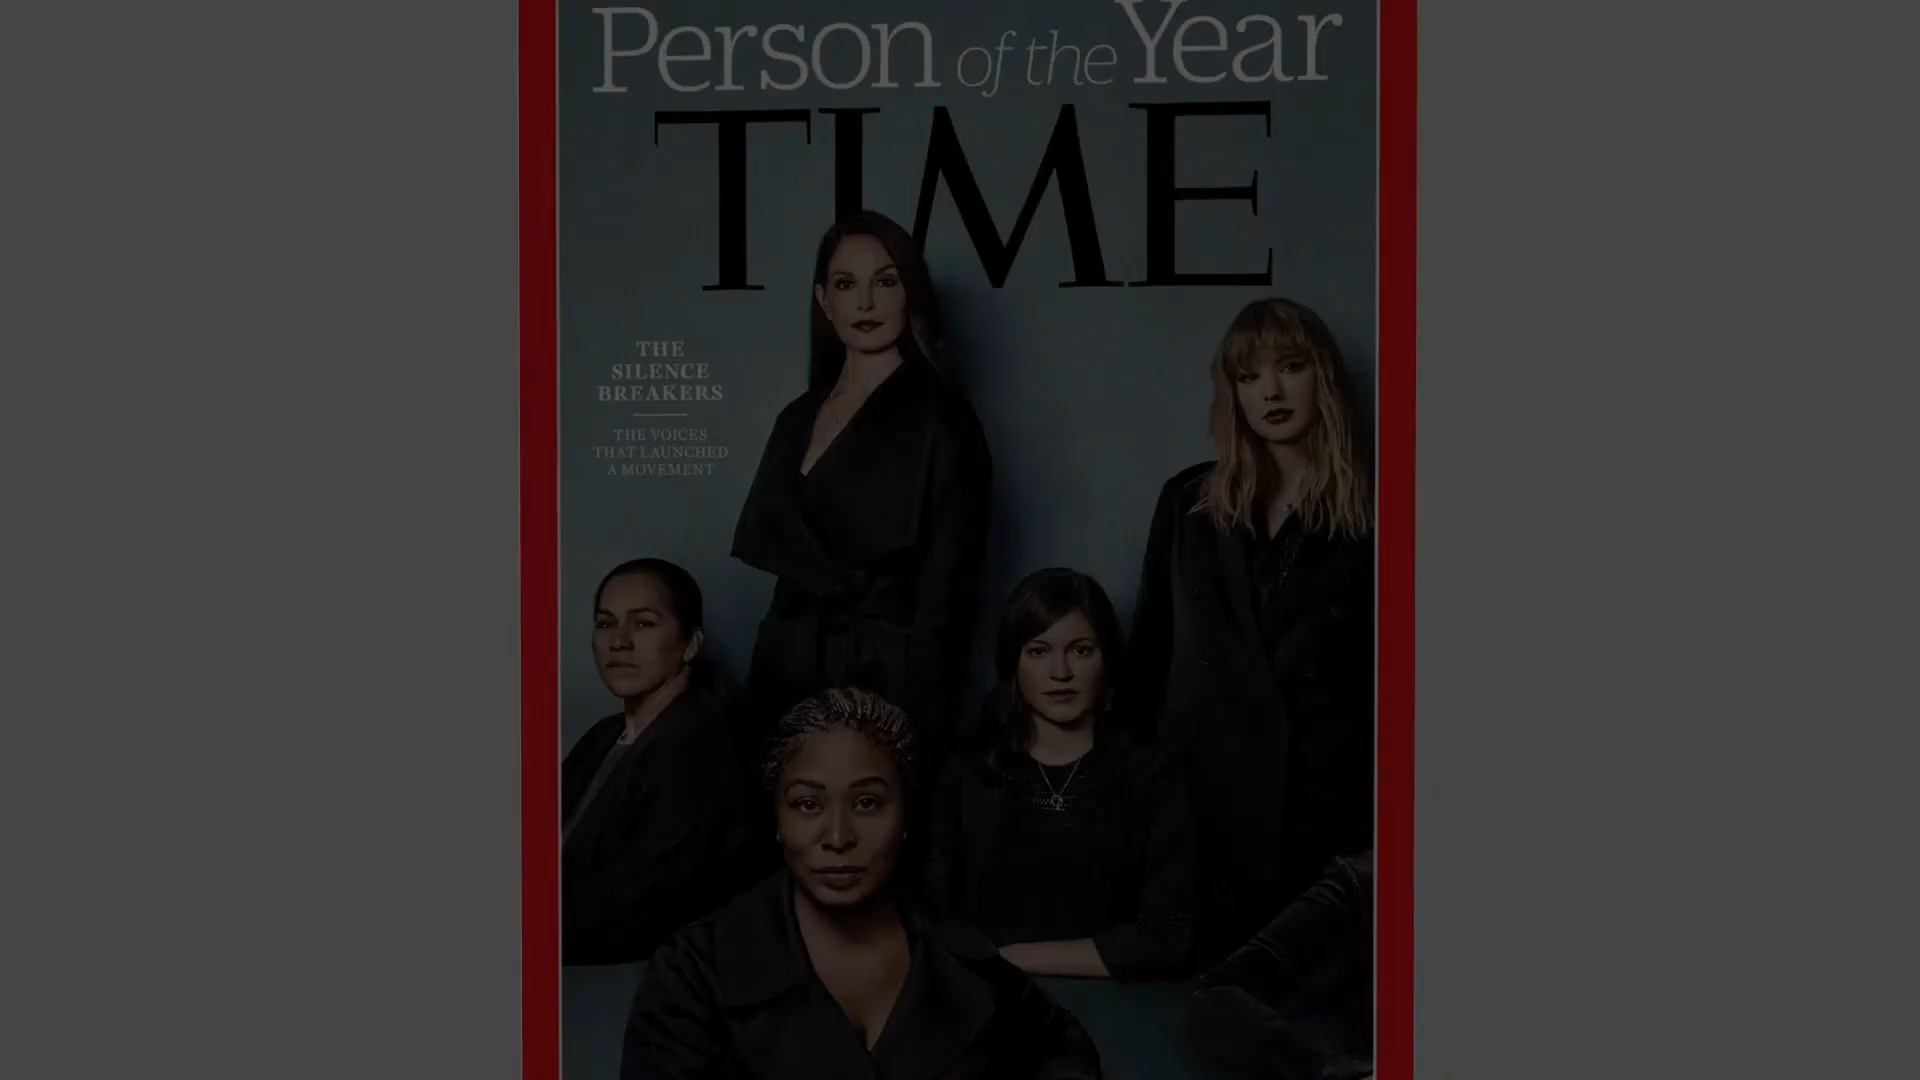 Person of the Year
TIME
THE
SILENCE
BREAKERS
THE VOICES
THAT LAUNCHED
A MOVEMENT